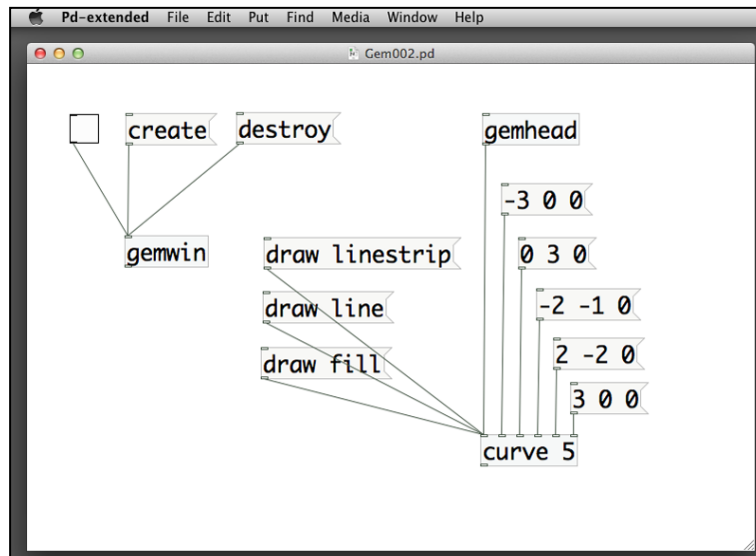 Pd-extended File Edit Put Find Media Window Help
Gem002.pd
create destroy gemhead
-3 0 0
gemwin draw linestrip 0 3 0
draw line -2 -1 0
draw fill 2 -2 0
3 0 0
curve 5